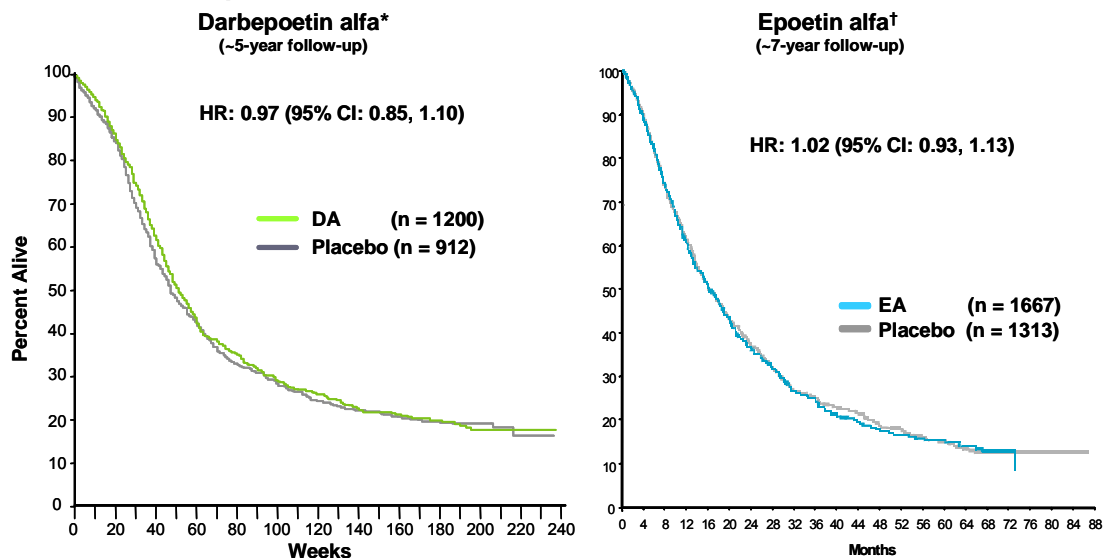 Darbepoetin alfa*
(~5-year follow-up)
HR: 0.97 (95% CI: 0.85, 1.10)
DA (n = 1200)
Placebo (n = 912)
Percent Alive
100
90
80
70
60
50
40
30
20
10
0
0 20 40 60 80 100 120 140 160 180 200 220 240
Weeks
Epoetin alfa†
(~7-year follow-up)
HR: 1.02 (95% CI: 0.93, 1.13)
EA (n = 1667)
Placebo (n = 1313)
100
90
80
70
60
50
40
30
20
10
0
0 4 8 12 16 20 24 28 32 36 40 44 48 52 56 60 64 68 72 76 80 84 88
Months